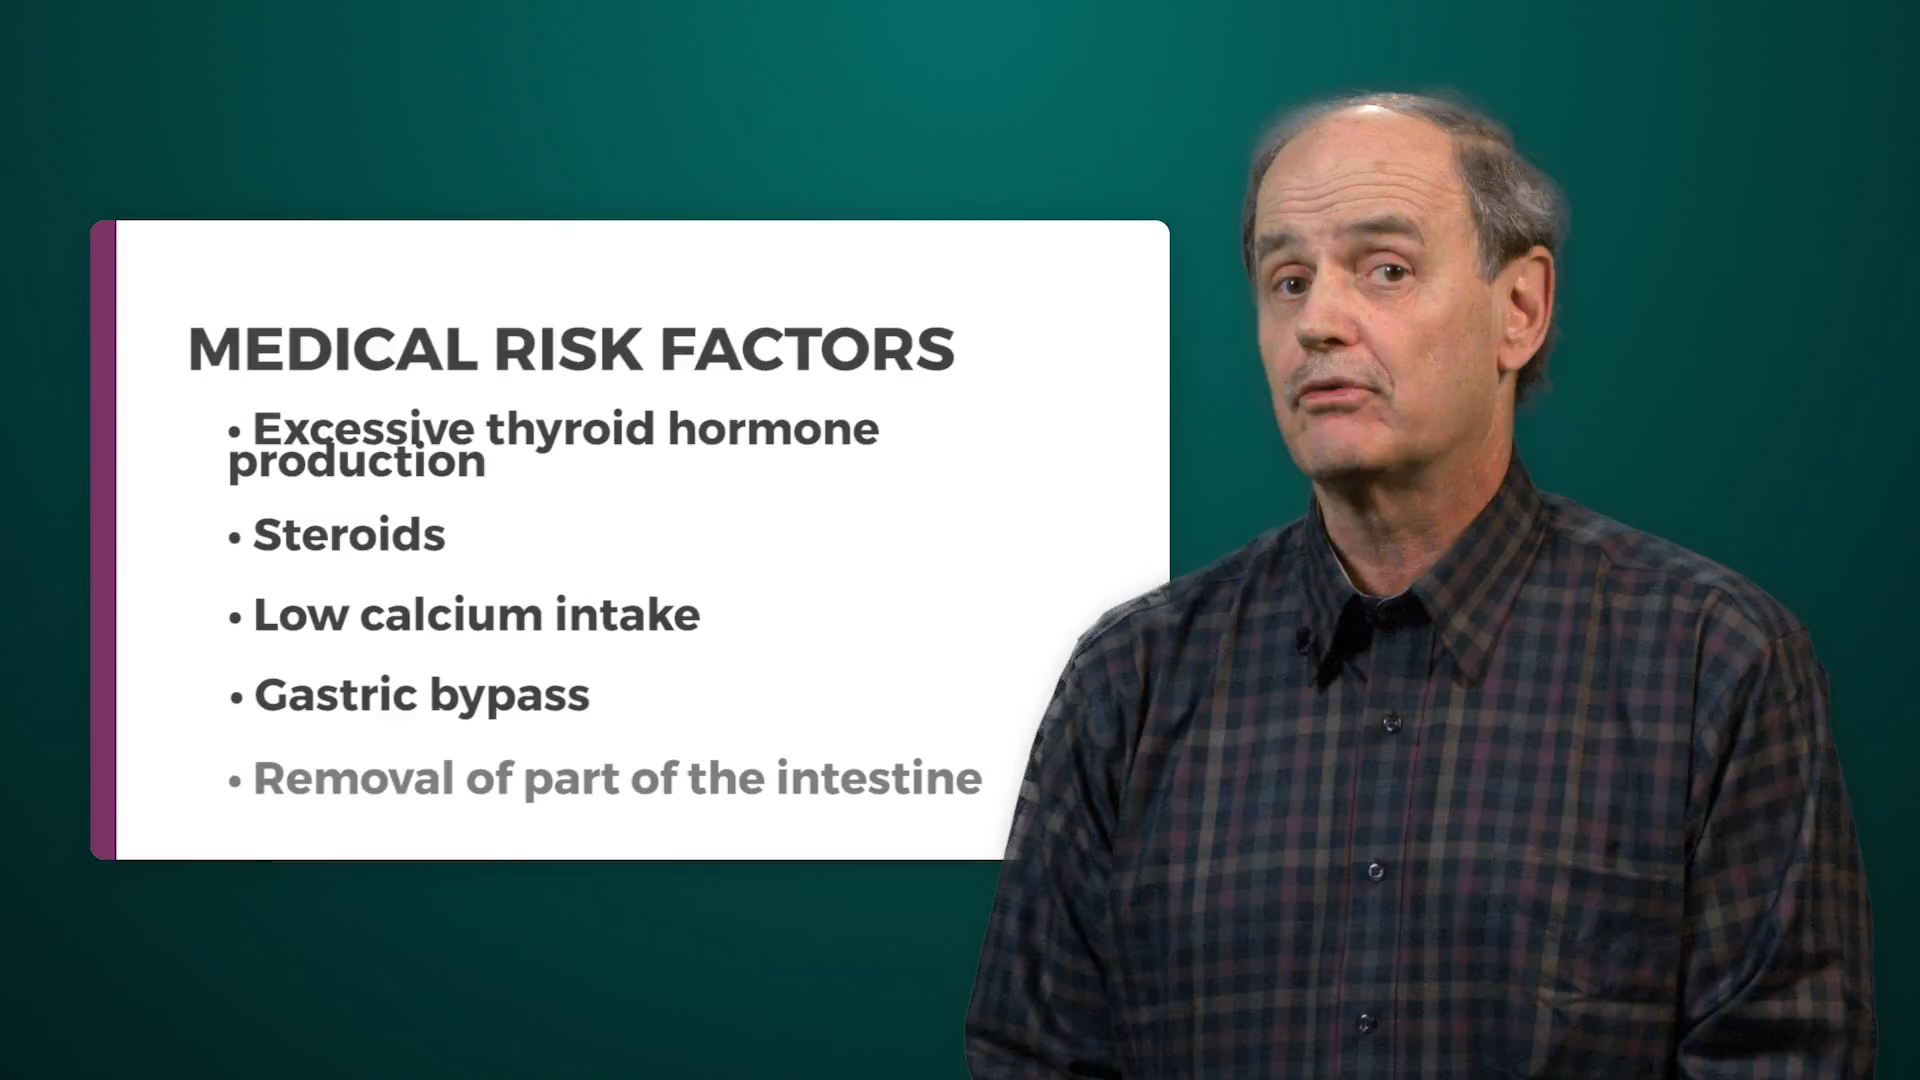 MEDICAL RISK FACTORS
• Excessive thyroid hormone
production
• Steroids
• Low calcium intake
• Gastric bypass
• Removal of part of the intestine